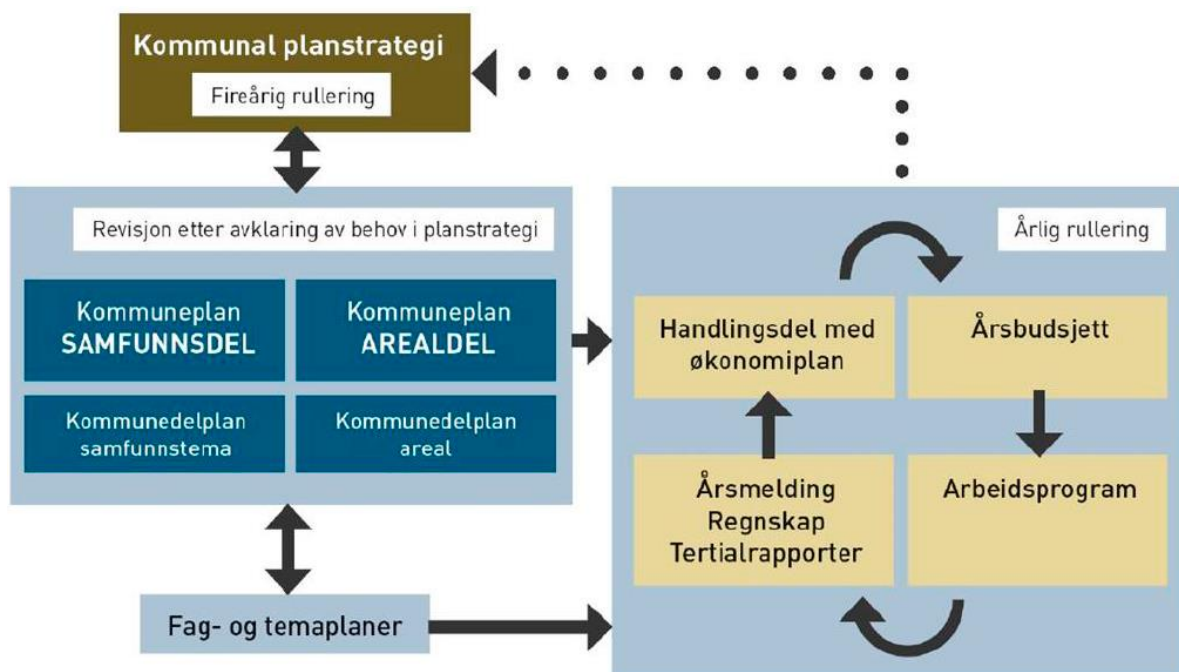 Kommunal planstrategi
Fireårig rullering
Revisjon etter avklaring av behov i planstrategi
Kommuneplan
SAMFUNNSDEL
Kommuneplan
AREALDEL
Kommunedelplan
samfunnstema
Kommunedelplan
areal
Fag- og temaplaner
Årlig rullering
Handlingsdel med
økonomiplan
Årsbudsjett
Årsmelding
Regnskap
Tertialrapporter
Arbeidsprogram